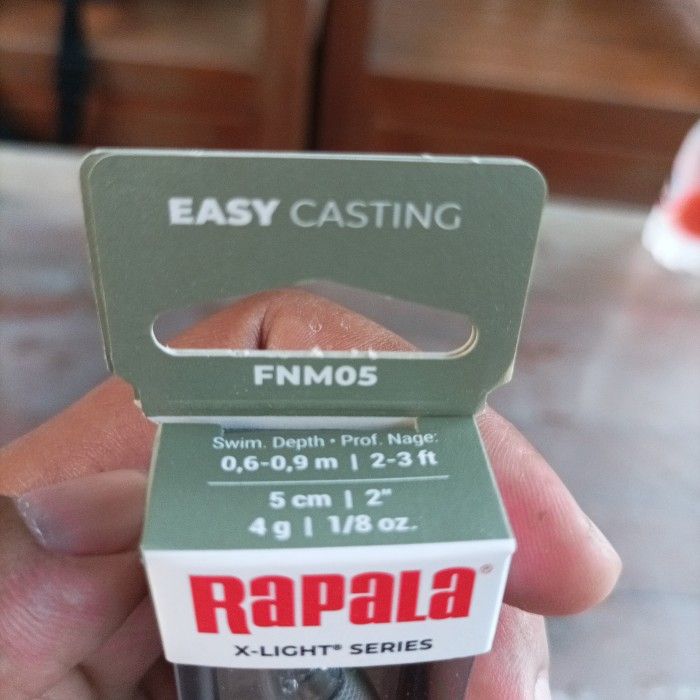 EASY CASTING
FNM05
Swim. Depth • Prof. Nage:
0,6-0,9 m | 2-3 ft
5 cm | 2"
4 g | 1/8 oz.
RAPALA®
X-LIGHT® SERIES